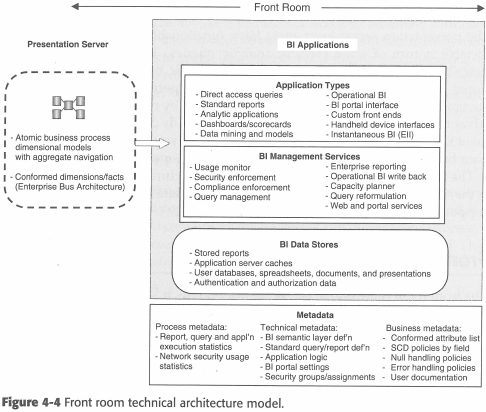 Front Room
Presentation Server
BI Applications
- Atomic business process
dimensional models
with aggregate navigation
- Conformed dimensions/facts
(Enterprise Bus Architecture)
Application Types
- Direct access queries
- Standard reports
- Analytic applications
- Dashboards/scorecards
- Data mining and models
- Operational BI
- BI portal interface
- Custom front ends
- Handheld device interfaces
- Instantaneous BI (EII)
BI Management Services
- Usage monitor
- Security enforcement
- Compliance enforcement
- Query management
- Enterprise reporting
- Operational BI write back
- Capacity planner
- Query reformulation
- Web and portal services
BI Data Stores
- Stored reports
- Application server caches
- User databases, spreadsheets, documents, and presentations
- Authentication and authorization data
Metadata
Process metadata:
- Report, query and appl'n
execution statistics
- Network security usage
statistics
Technical metadata:
- BI semantic layer def'n
- Standard query/report def'n
- Application logic
- BI portal settings
- Security groups/assignments
Business metadata:
- Conformed attribute list
- SCD policies by field
- Null handling policies
- Error handling policies
- User documentation
Figure 4-4 Front room technical architecture model.